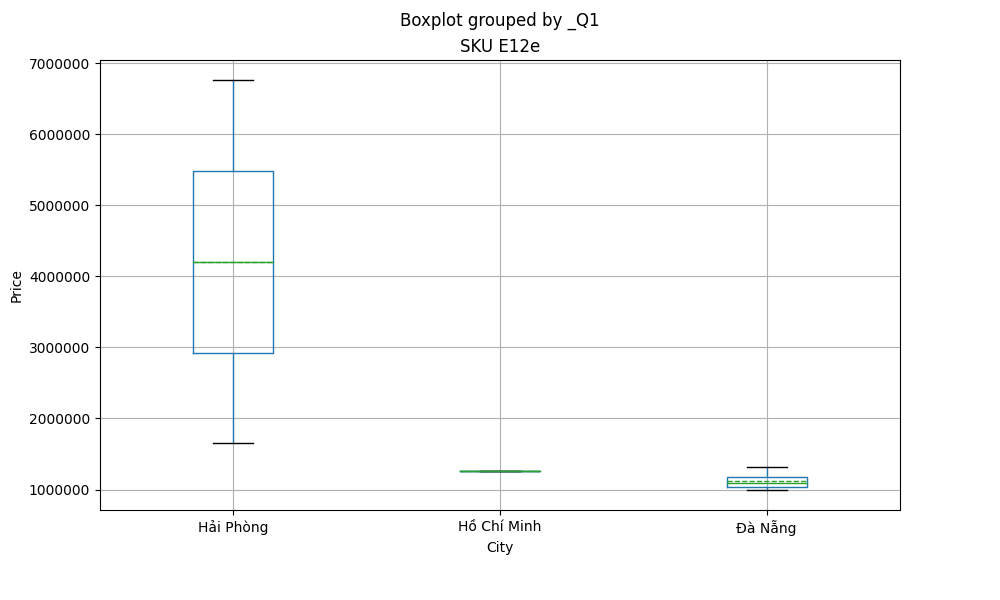 Boxplot grouped by _Q1
SKU E12e
7000000
6000000
5000000
4000000
3000000
2000000
1000000
Price
Hải Phòng
Hồ Chí Minh
Đà Nẵng
City